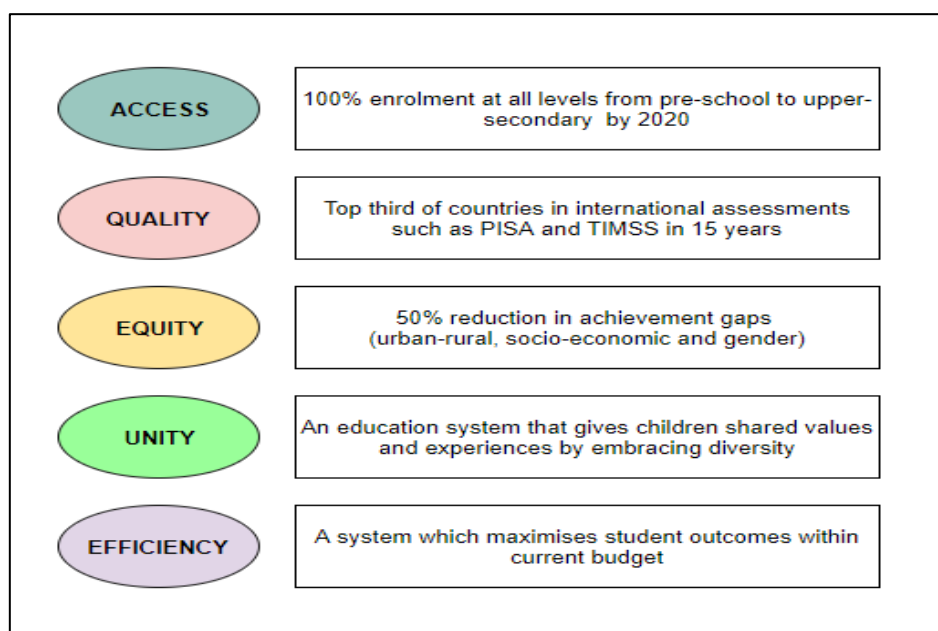 ACCESS
100% enrolment at all levels from pre-school to upper-
secondary by 2020
QUALITY
Top third of countries in international assessments
such as PISA and TIMSS in 15 years
EQUITY
50% reduction in achievement gaps
(urban-rural, socio-economic and gender)
UNITY
An education system that gives children shared values
and experiences by embracing diversity
EFFICIENCY
A system which maximises student outcomes within
current budget